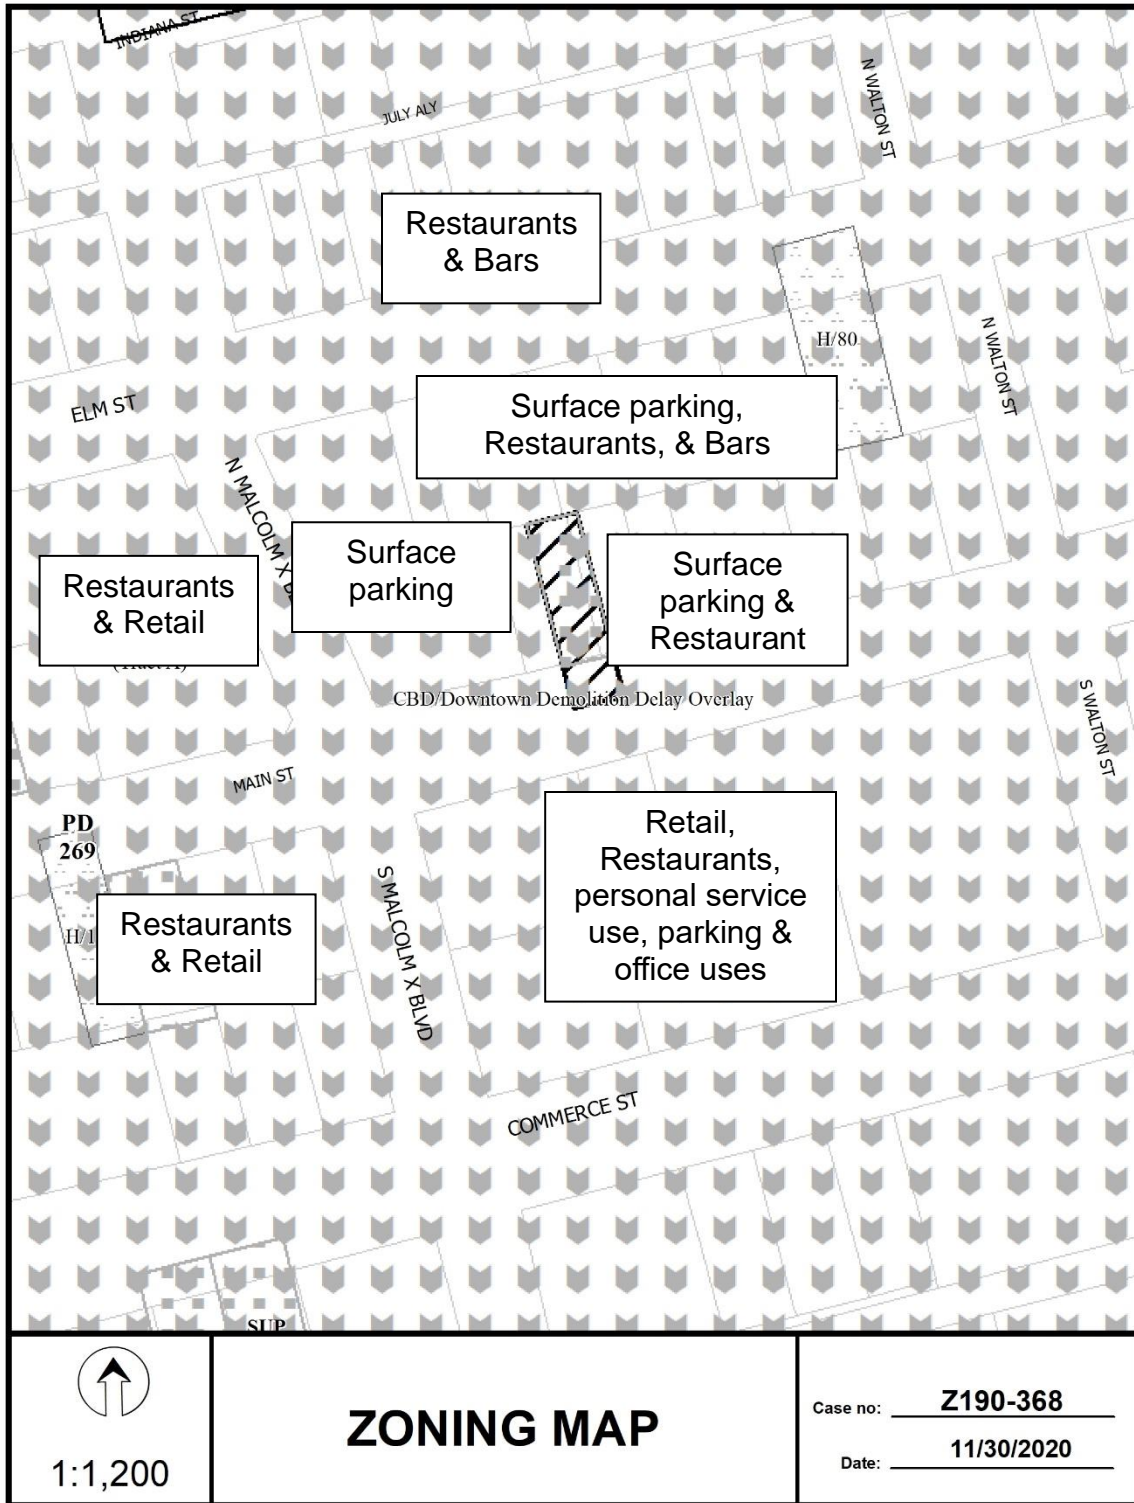 INDIANA ST
JULY ALY
N WALTON ST
Restaurants
& Bars
H/80
N WALTON ST
ELM ST
Surface parking,
Restaurants, & Bars
N MALCOLM X
Surface
parking
Surface
parking &
Restaurant
Restaurants
& Retail
CBD/Downtown Demolition Delay Overlay
S WALTON ST
MAIN ST
PD
269
Retail,
Restaurants,
personal service
use, parking &
office uses
S MALCOLM X BLVD
Restaurants
& Retail
COMMERCE ST
SUP
1:1,200
ZONING MAP
Case no: Z190-368
Date: 11/30/2020